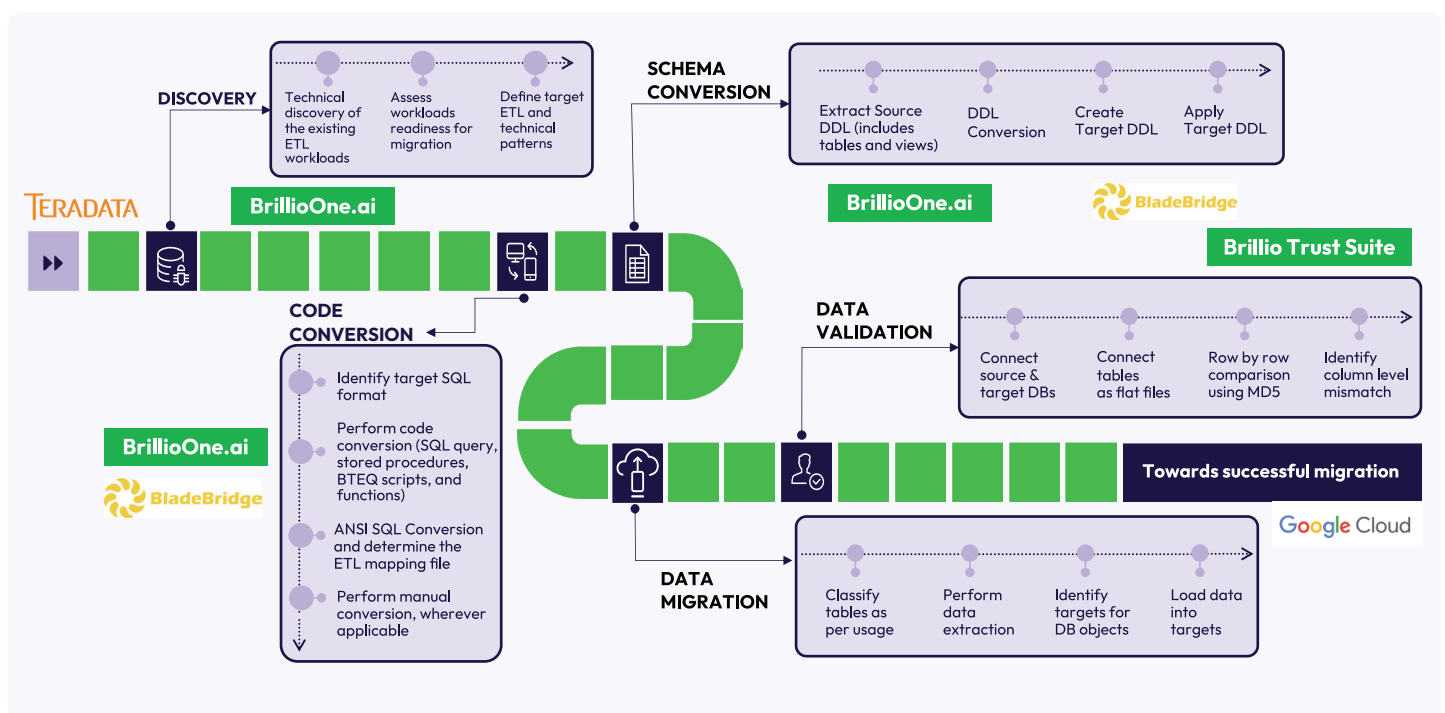 DISCOVERY
Technical
discovery of
the existing
ETL
workloads
Assess
workloads
readiness for
migration
Define target
ETL and
technical
patterns
SCHEMA
CONVERSION
Extract Source
DDL (includes
tables and views)
DDL
Conversion
Create
Target DDL
Apply
Target DDL
TERADATA
BrillioOne.ai
BrillioOne.ai
BladeBridge
Brillio Trust Suite
CODE
CONVERSION
Identify target SQL
format
Perform code
conversion (SQL query,
stored procedures,
BTEQ scripts, and
functions)
ANSI SQL Conversion
and determine the
ETL mapping file
Perform manual
conversion, wherever
applicable
BrillioOne.ai
BladeBridge
DATA
VALIDATION
Connect
source &
target DBs
Connect
tables
as flat files
Row by row
comparison
using MD5
Identify
column level
mismatch
Towards successful migration
Google Cloud
DATA
MIGRATION
Classify
tables as
per usage
Perform
data
extraction
Identify
targets for
DB objects
Load data
into
targets